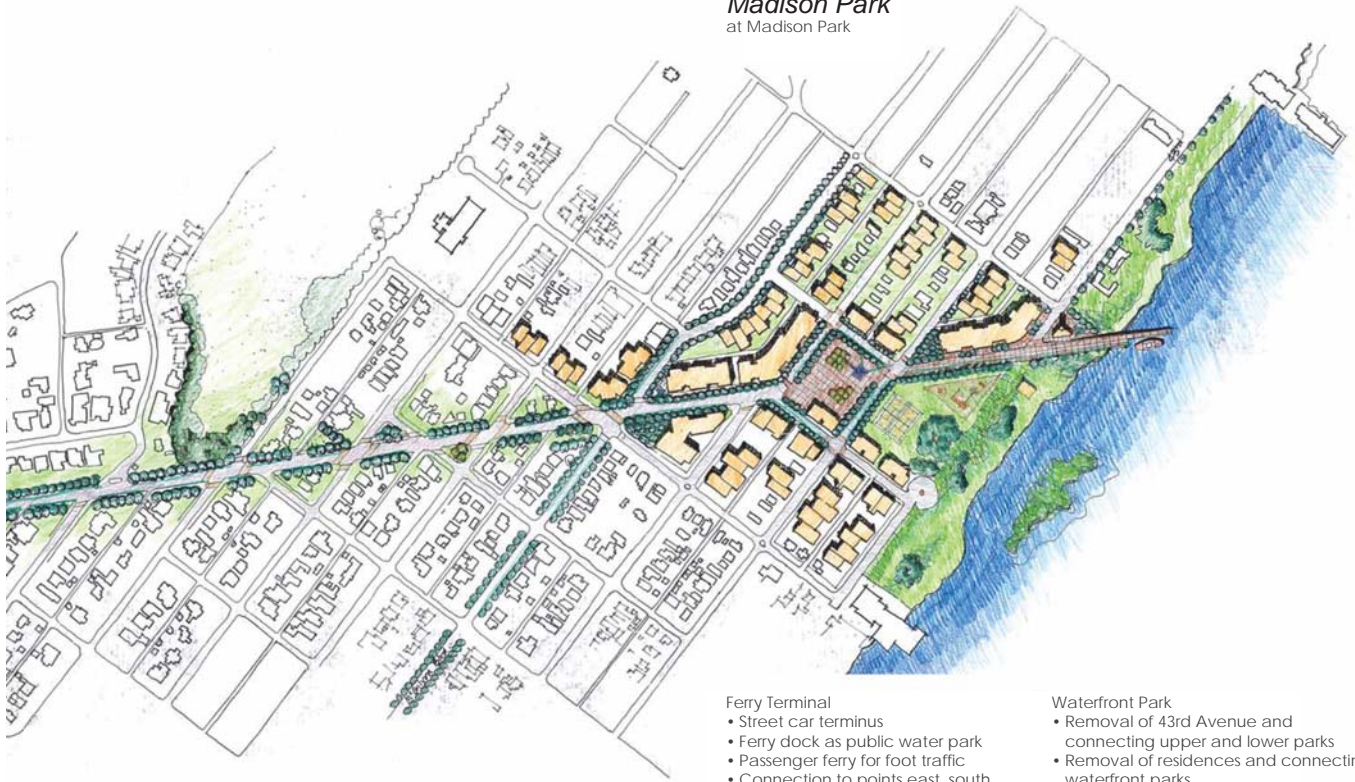 Madison Park
at Madison Park
Ferry Terminal
• Street car terminus
• Ferry dock as public water park
• Passenger ferry for foot traffic
• Connection to points east, south
Waterfront Park
• Removal of 43rd Avenue and
connecting upper and lower parks
• Removal of residences and
waterfront parks